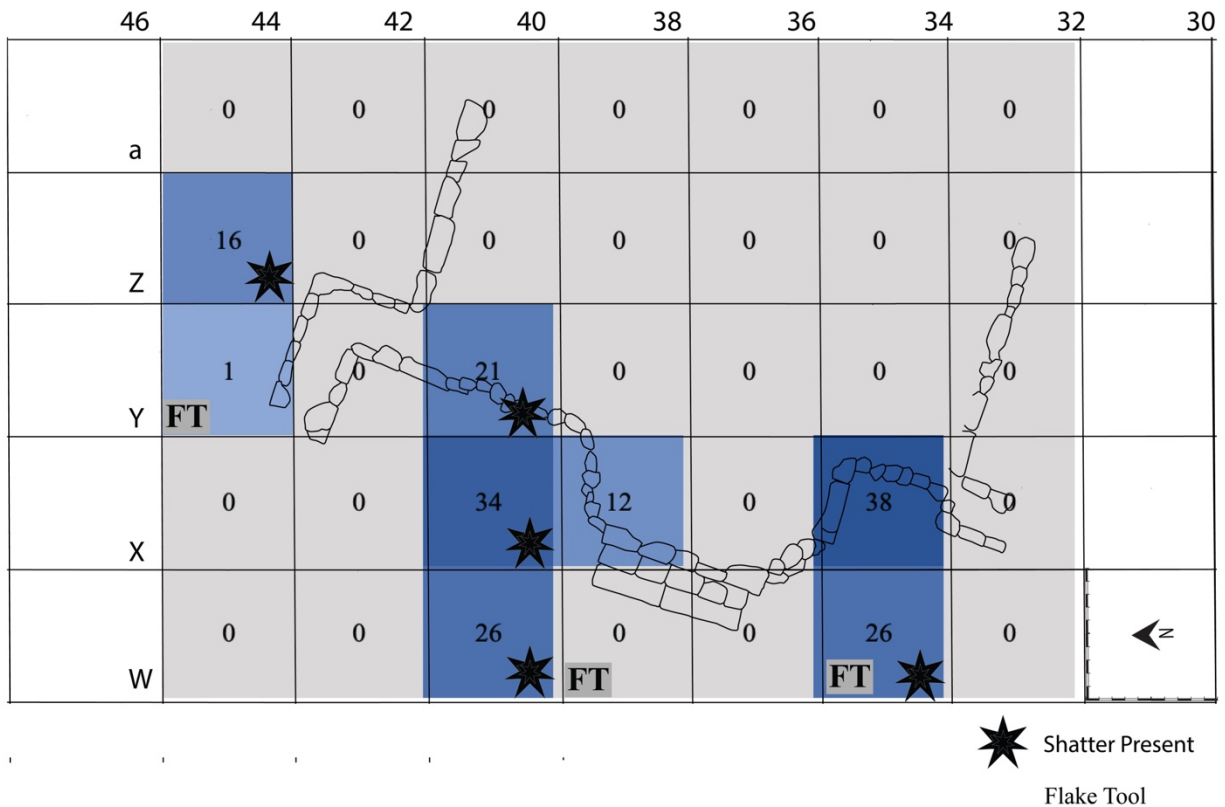 46 44 42 40 38 36 34 32 30
0 0 0 0 0 0 0
a
16 0 0 0 0 0 0
Z
1 0 21 0 0 0 0
Y FT
0 0 34 12 0 38 0
X
0 0 26 0 0 26 0
N
W FT FT
Shatter Present
Flake Tool